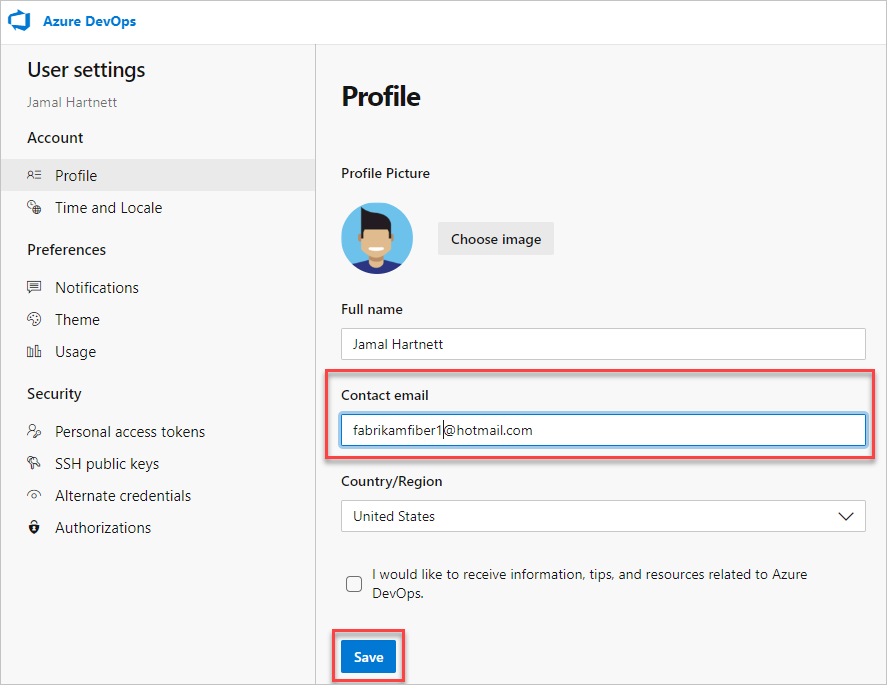 Azure DevOps
User settings
Jamal Hartnett
Account
Profile
Time and Locale
Preferences
Notifications
Theme
Usage
Security
Personal access tokens
SSH public keys
Alternate credentials
Authorizations
Profile
Profile Picture
Choose image
Full name
Jamal Hartnett
Contact email
fabrikamfiber1@hotmail.com
Country/Region
United States
I would like to receive information, tips, and resources related to Azure
DevOps.
Save